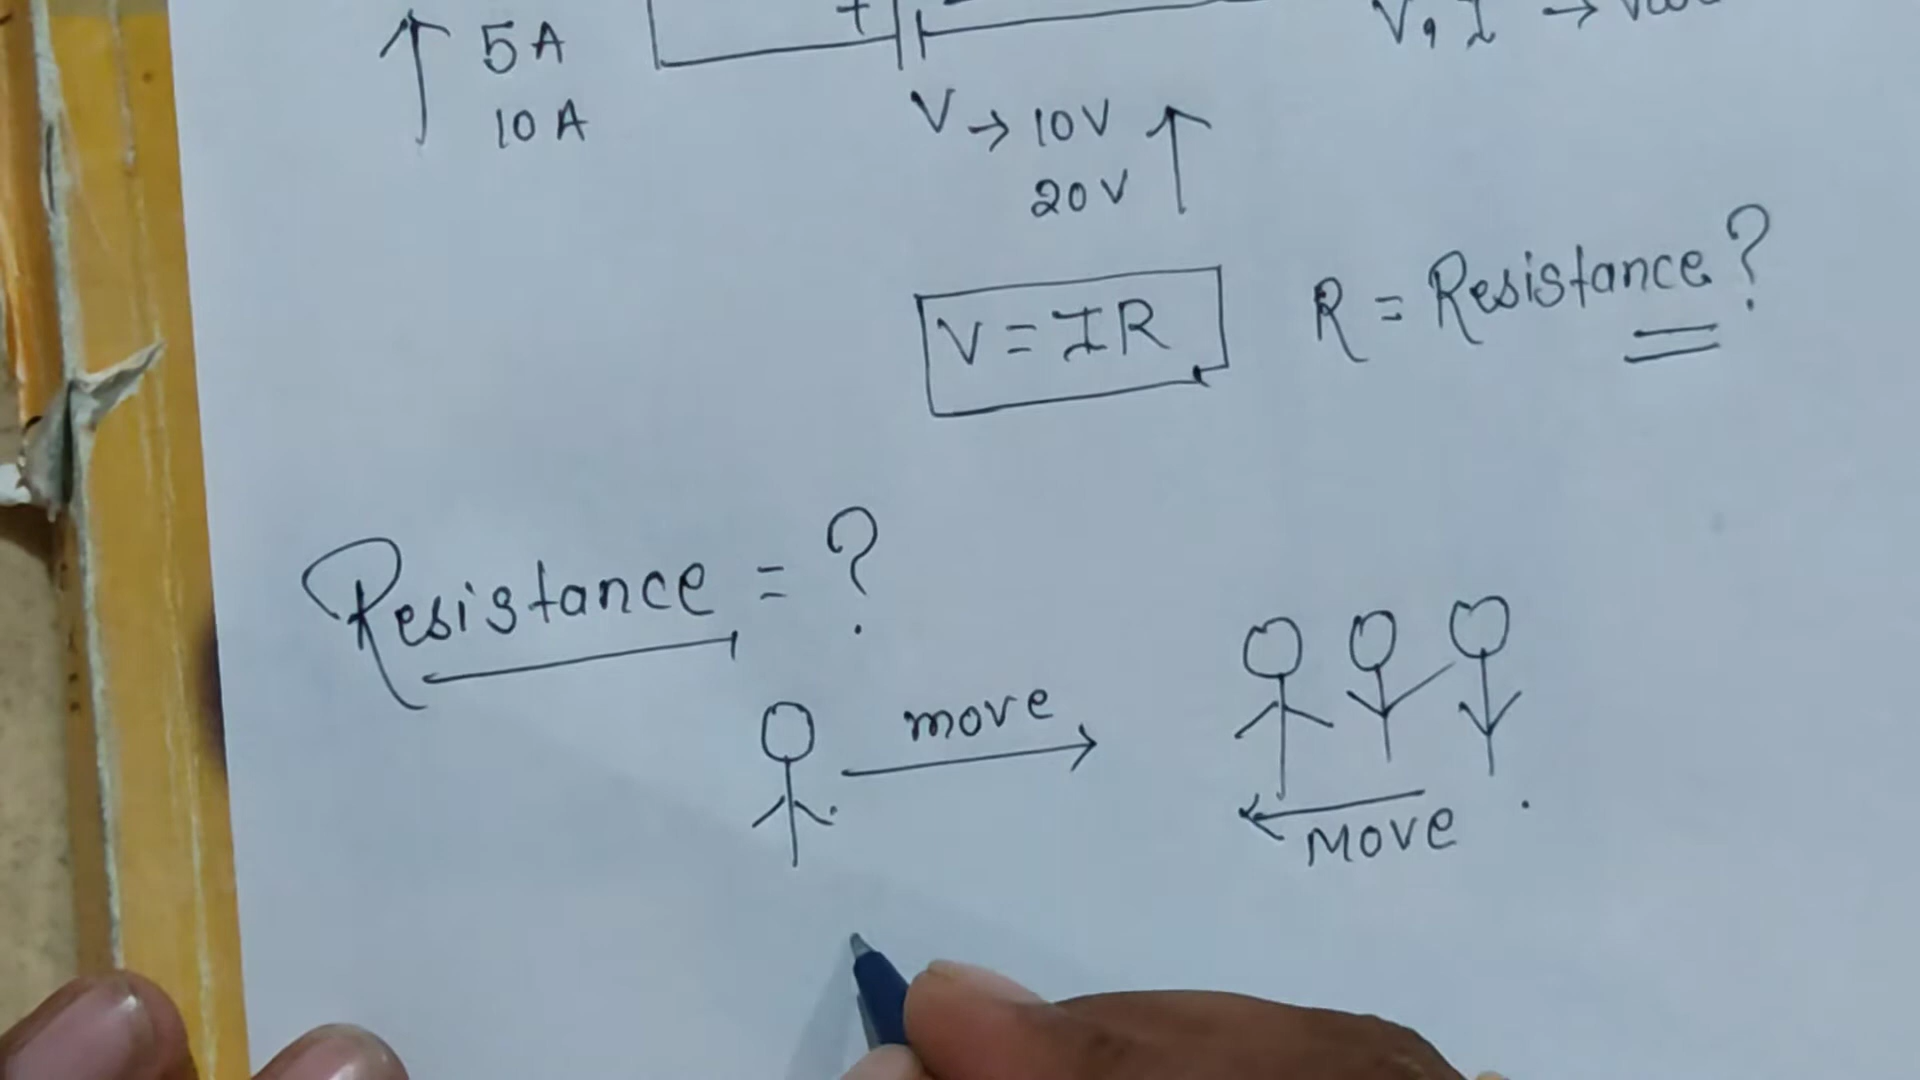 5A
10A
+
V, I →
V → 10V
20V
V = IR
R = Resistance?
Resistance = ?
move
MOVE